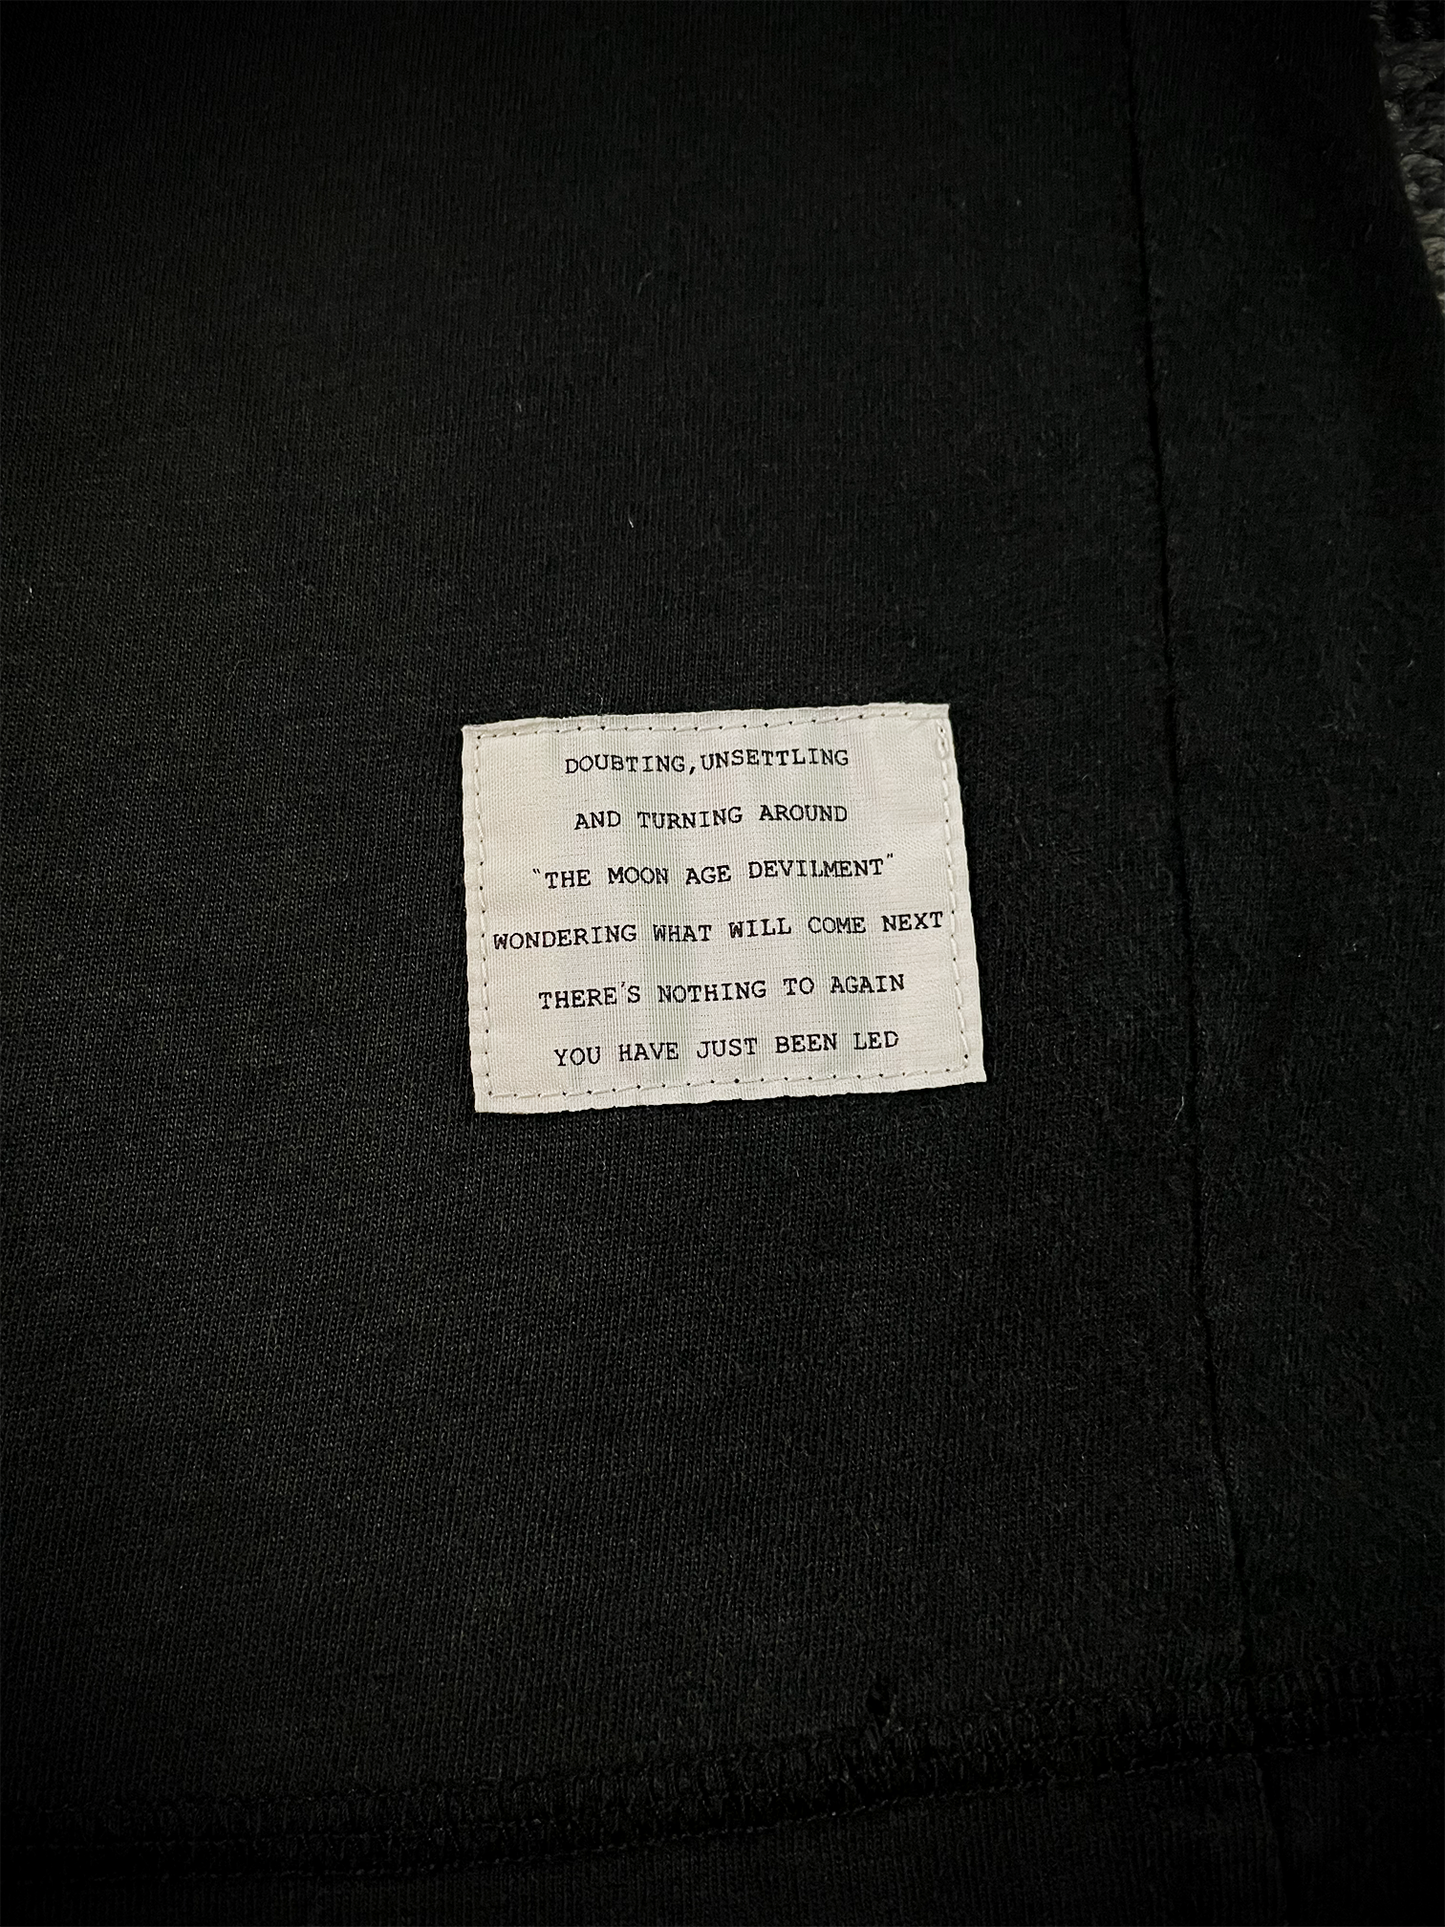 DOUBTING,UNSETTLING
AND TURNING AROUND
"THE MOON AGE DEVILMENT"
WONDERING WHAT WILL COME NEXT
THERE'S NOTHING TO AGAIN
YOU HAVE JUST BEEN LED